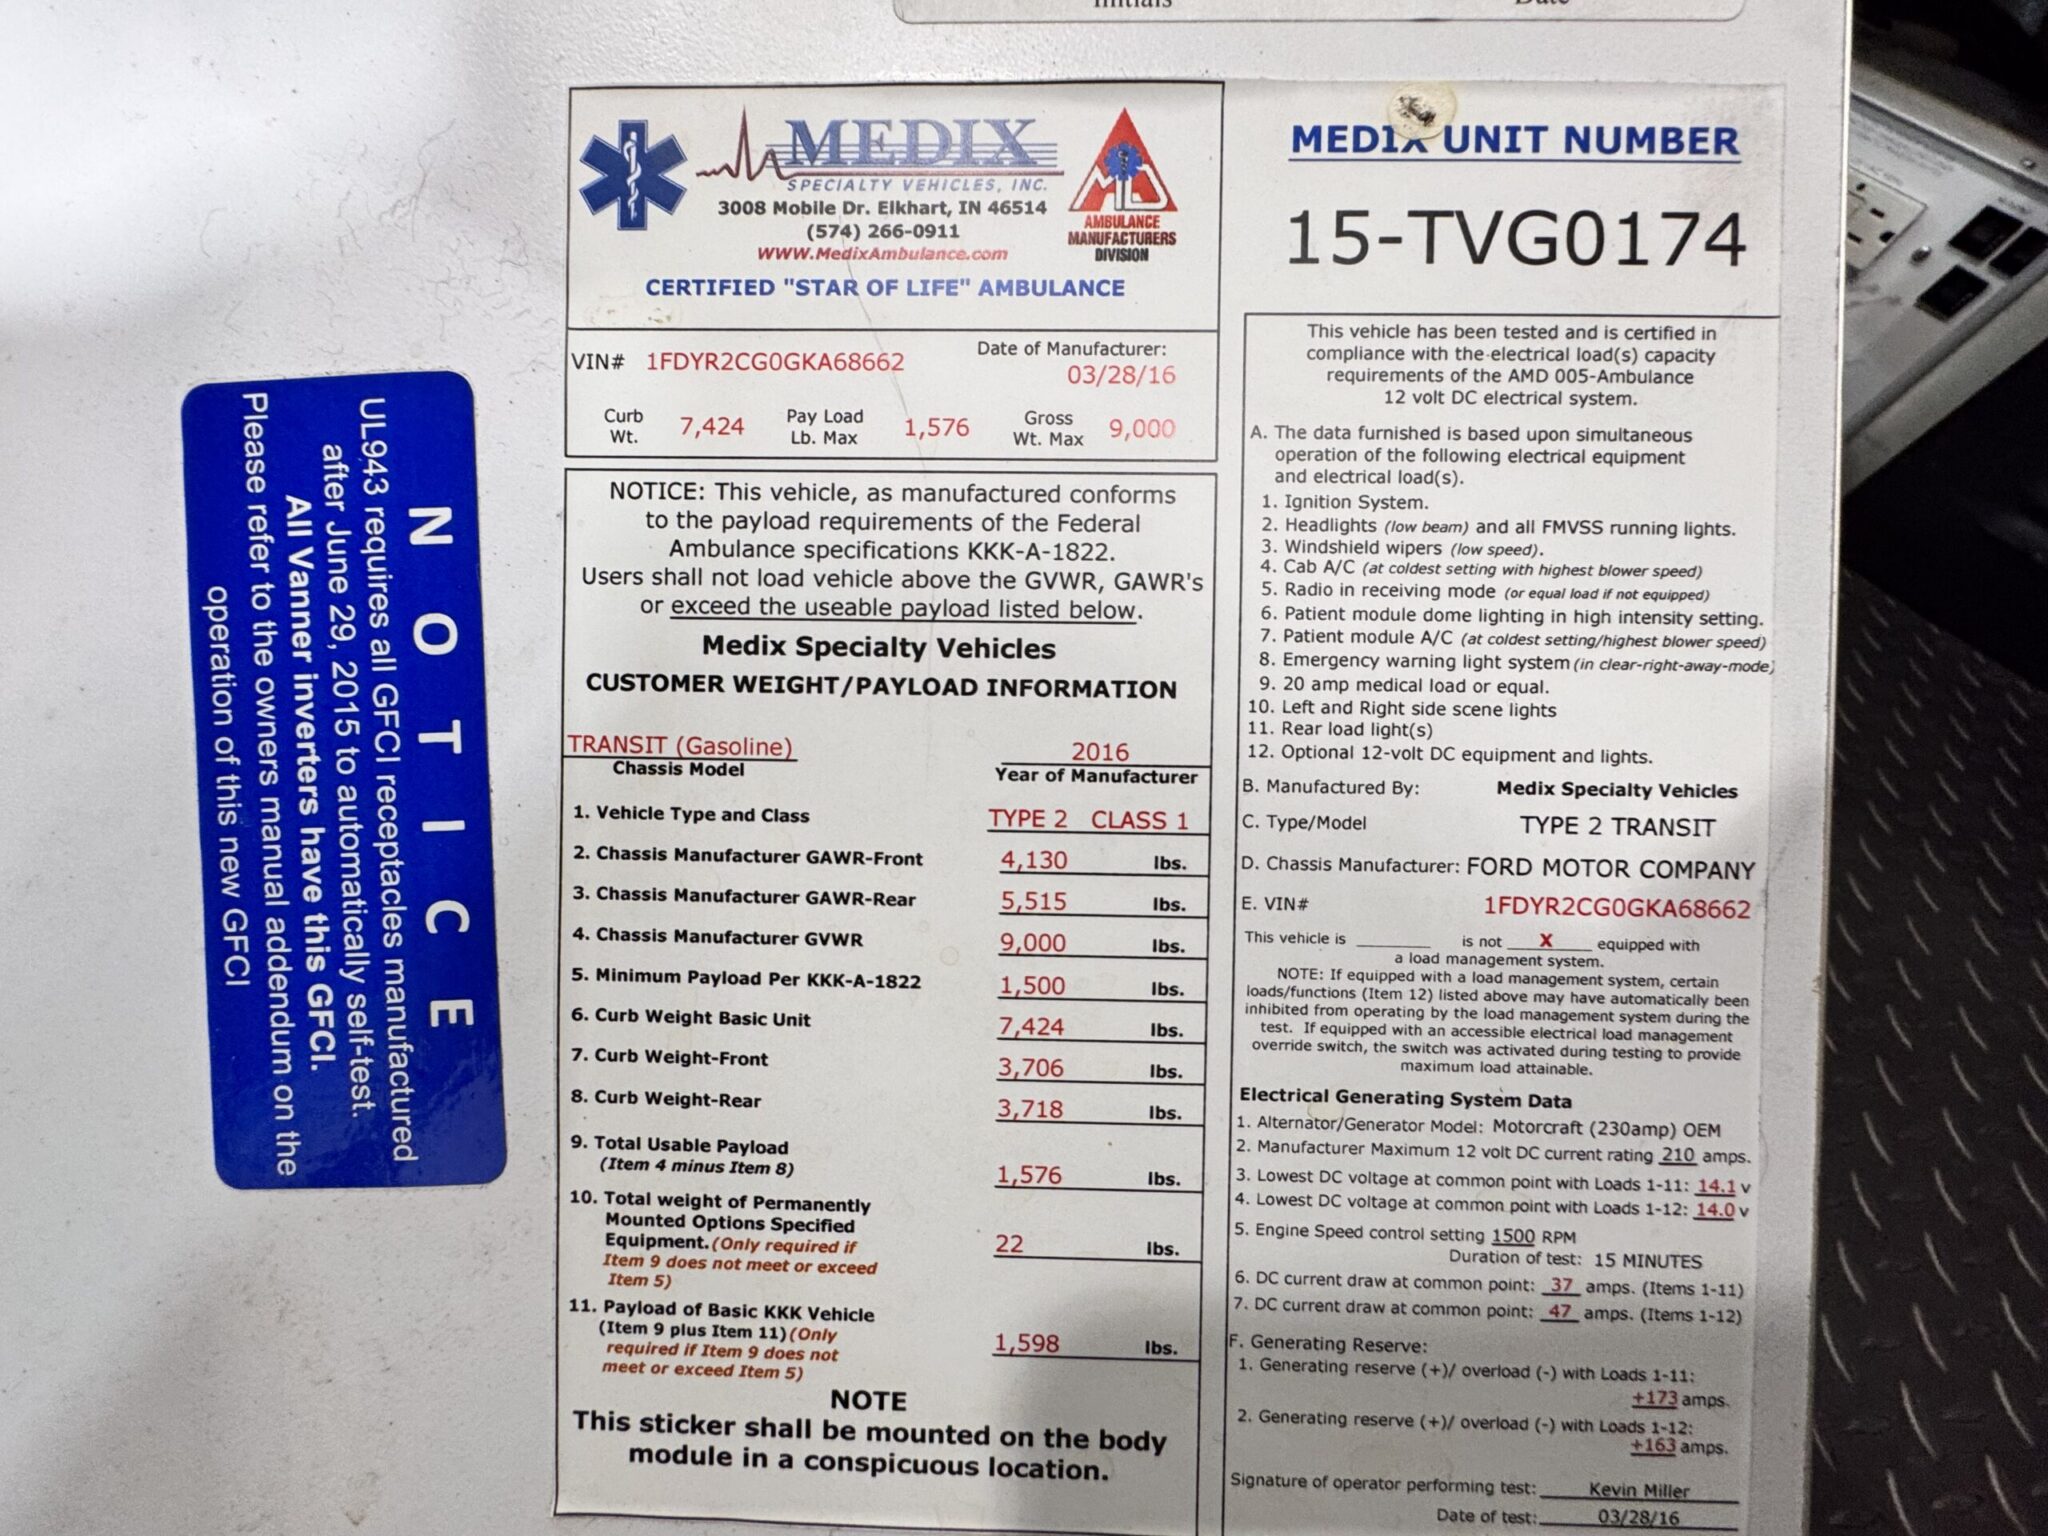 Initials
Date
NOTICE
UL943 requires all GFCI receptacles manufactured
after June 29, 2015 to automatically self-test.
All Vanner inverters have this GFCI.
Please refer to the owners manual addendum on the
operation of this new GFCI
MEDIX
SPECIALTY VEHICLES, INC.
3008 Mobile Dr. Elkhart, IN 46514
(574) 266-0911
www.MedixAmbulance.com
AMD
AMBULANCE
MANUFACTURERS
DIVISION
CERTIFIED "STAR OF LIFE" AMBULANCE
VIN# 1FDYR2CG0GKA68662
Date of Manufacturer:
03/28/16
Curb Wt. 7,424 Pay Load Lb. Max 1,576 Gross Wt. Max 9,000
NOTICE: This vehicle, as manufactured conforms
to the payload requirements of the Federal
Ambulance specifications KKK-A-1822.
Users shall not load vehicle above the GVWR, GAWR's
or exceed the useable payload listed below.
Medix Specialty Vehicles
CUSTOMER WEIGHT/PAYLOAD INFORMATION
TRANSIT (Gasoline) 2016
Chassis Model Year of Manufacturer
1. Vehicle Type and Class TYPE 2 CLASS 1
2. Chassis Manufacturer GAWR-Front 4,130 lbs.
3. Chassis Manufacturer GAWR-Rear 5,515 lbs.
4. Chassis Manufacturer GVWR 9,000 lbs.
5. Minimum Payload Per KKK-A-1822 1,500 lbs.
6. Curb Weight Basic Unit 7,424 lbs.
7. Curb Weight-Front 3,706 lbs.
8. Curb Weight-Rear 3,718 lbs.
9. Total Usable Payload
(Item 4 minus Item 8) 1,576 lbs.
10. Total weight of Permanently
Mounted Options Specified
Equipment. (Only required if 22 lbs.
Item 9 does not meet or exceed
Item 5)
11. Payload of Basic KKK Vehicle
(Item 9 plus Item 11) (Only 1,598 lbs.
required if Item 9 does not
meet or exceed Item 5)
NOTE
This sticker shall be mounted on the body
module in a conspicuous location.
MEDIX UNIT NUMBER
15-TVG0174
This vehicle has been tested and is certified in
compliance with the electrical load(s) capacity
requirements of the AMD 005-Ambulance
12 volt DC electrical system.
A. The data furnished is based upon simultaneous
operation of the following electrical equipment
and electrical load(s).
1. Ignition System.
2. Headlights (low beam) and all FMVSS running lights.
3. Windshield wipers (low speed).
4. Cab A/C (at coldest setting with highest blower speed)
5. Radio in receiving mode (or equal load if not equipped)
6. Patient module dome lighting in high intensity setting.
7. Patient module A/C (at coldest setting/highest blower speed)
8. Emergency warning light system (in clear-right-away-mode)
9. 20 amp medical load or equal.
10. Left and Right side scene lights
11. Rear load light(s)
12. Optional 12-volt DC equipment and lights.
B. Manufactured By: Medix Specialty Vehicles
C. Type/Model TYPE 2 TRANSIT
D. Chassis Manufacturer: FORD MOTOR COMPANY
E. VIN# 1FDYR2CG0GKA68662
This vehicle is ________ is not X equipped with
a load management system.
NOTE: If equipped with a load management system, certain
loads/functions (Item 12) listed above may have automatically been
inhibited from operating by the load management system during the
test. If equipped with an accessible electrical load management
override switch, the switch was activated during testing to provide
maximum load attainable.
Electrical Generating System Data
1. Alternator/Generator Model: Motorcraft (230amp) OEM
2. Manufacturer Maximum 12 volt DC current rating 210 amps.
3. Lowest DC voltage at common point with Loads 1-11: 14.1 v
4. Lowest DC voltage at common point with Loads 1-12: 14.0 v
5. Engine Speed control setting 1500 RPM
Duration of test: 15 MINUTES
6. DC current draw at common point: 37 amps. (Items 1-11)
7. DC current draw at common point: 47 amps. (Items 1-12)
F. Generating Reserve:
1. Generating reserve (+)/ overload (-) with Loads 1-11:
+173 amps.
2. Generating reserve (+)/ overload (-) with Loads 1-12:
+163 amps.
Signature of operator performing test: Kevin Miller
Date of test: 03/28/16